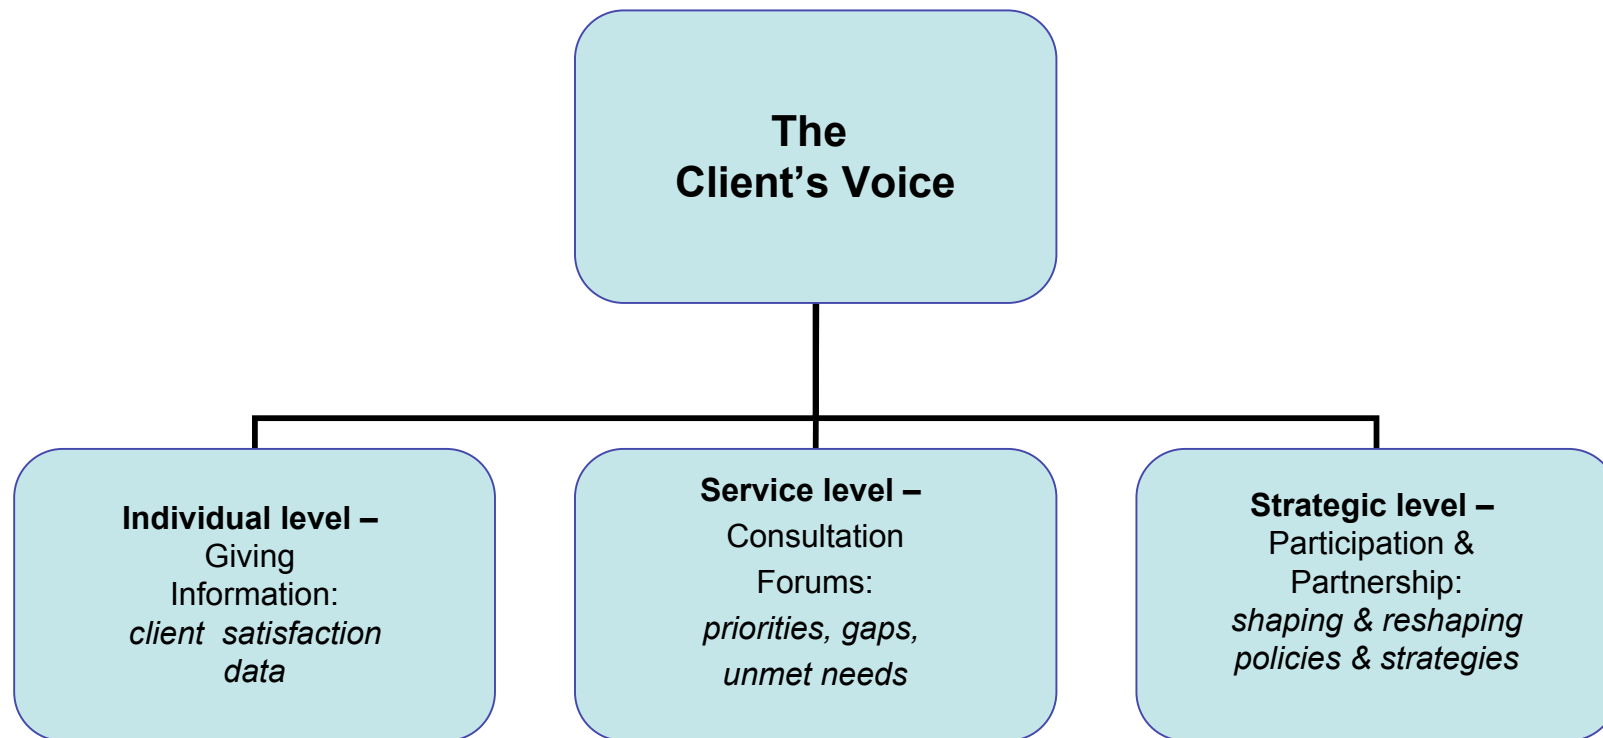 The
Client’s Voice
Individual level –
Giving
Information:
client satisfaction
data
Service level –
Consultation
Forums:
priorities, gaps,
unmet needs
Strategic level –
Participation &
Partnership:
shaping & reshaping
policies & strategies